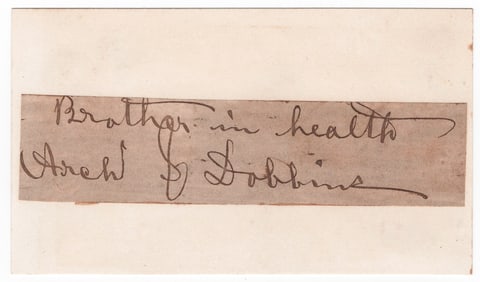 Brother in health
Arch S Dobbins